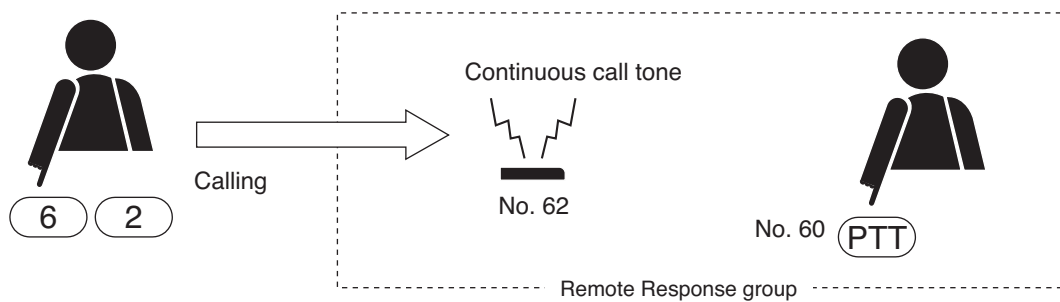 Continuous call tone
Calling
6 2
No. 62
No. 60 PTT
Remote Response group